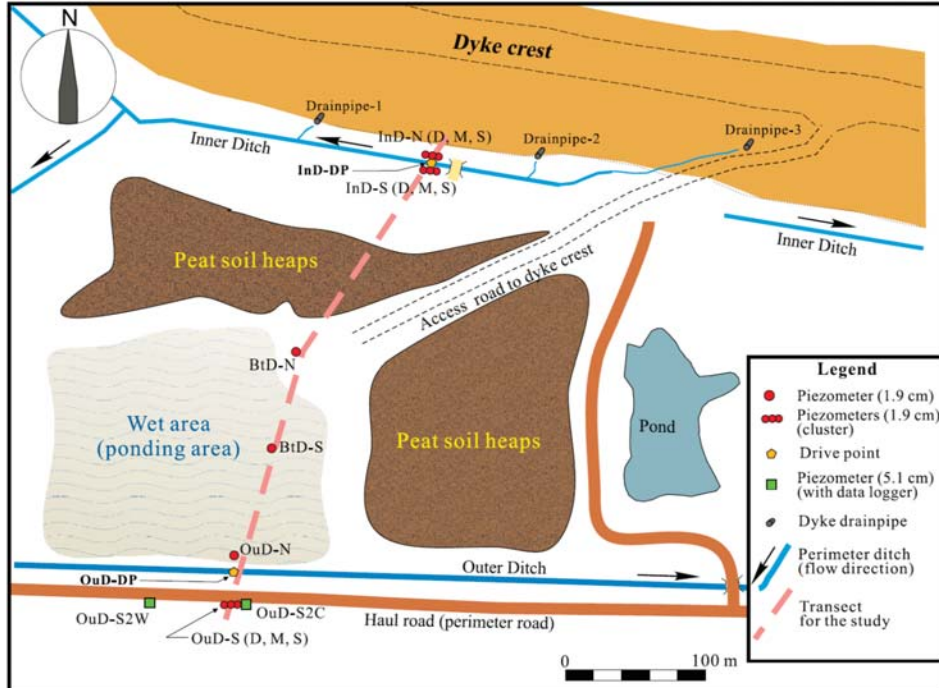 N
Dyke crest
Drainpipe-1
InD-N (D, M, S)
Drainpipe-2
Drainpipe-3
Inner Ditch
InD-DP
InD-S (D, M, S)
Inner Ditch
Peat soil heaps
Access road to dyke crest
BtD-N
Wet area
(ponding area)
BtD-S
Peat soil heaps
Pond
OuD-N
OuD-DP
Outer Ditch
OuD-S2W
OuD-S2C
OuD-S (D, M, S)
Haul road (perimeter road)
0
100 m
Legend
Piezometer (1.9 cm)
Piezometers (1.9 cm)
(cluster)
Drive point
Piezometer (5.1 cm)
(with data logger)
Dyke drainpipe
Perimeter ditch
(flow direction)
Transect
for the study